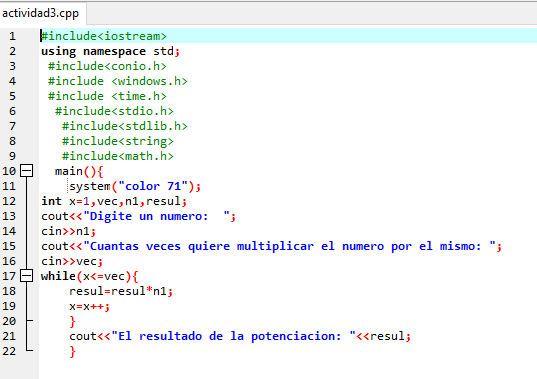 actividad3.cpp
1 #include<iostream>
2 using namespace std;
3 #include<conio.h>
4 #include <windows.h>
5 #include <time.h>
6 #include<stdio.h>
7 #include<stdlib.h>
8 #include<string>
9 #include<math.h>
10 main(){
11 system("color 71");
12 int x=1,vec,n1,resul;
13 cout<<"Digite un numero:  ";
14 cin>>n1;
15 cout<<"Cuantas veces quiere multiplicar el numero por el mismo: ";
16 cin>>vec;
17 while(x<=vec){
18 resul=resul*n1;
19 x=x++;
20 }
21 cout<<"El resultado de la potenciacion: "<<resul;
22 }